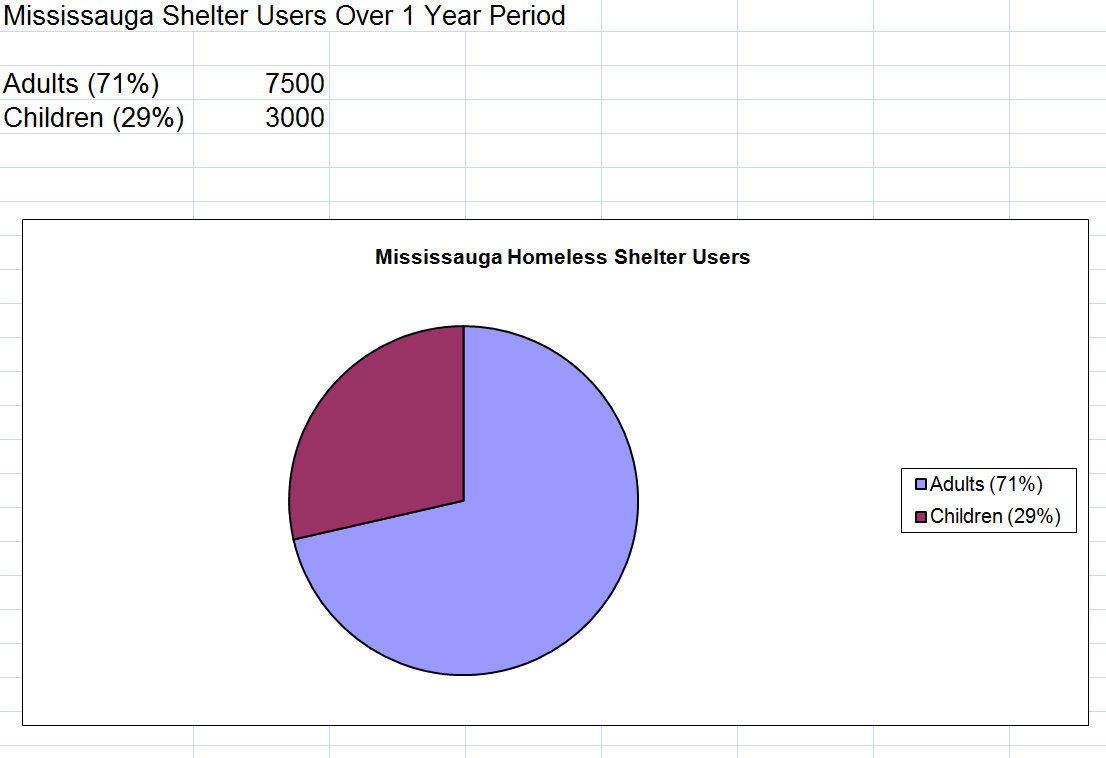 Mississauga Shelter Users Over 1 Year Period
Adults (71%) 7500
Children (29%) 3000
Mississauga Homeless Shelter Users
Adults (71%)
Children (29%)